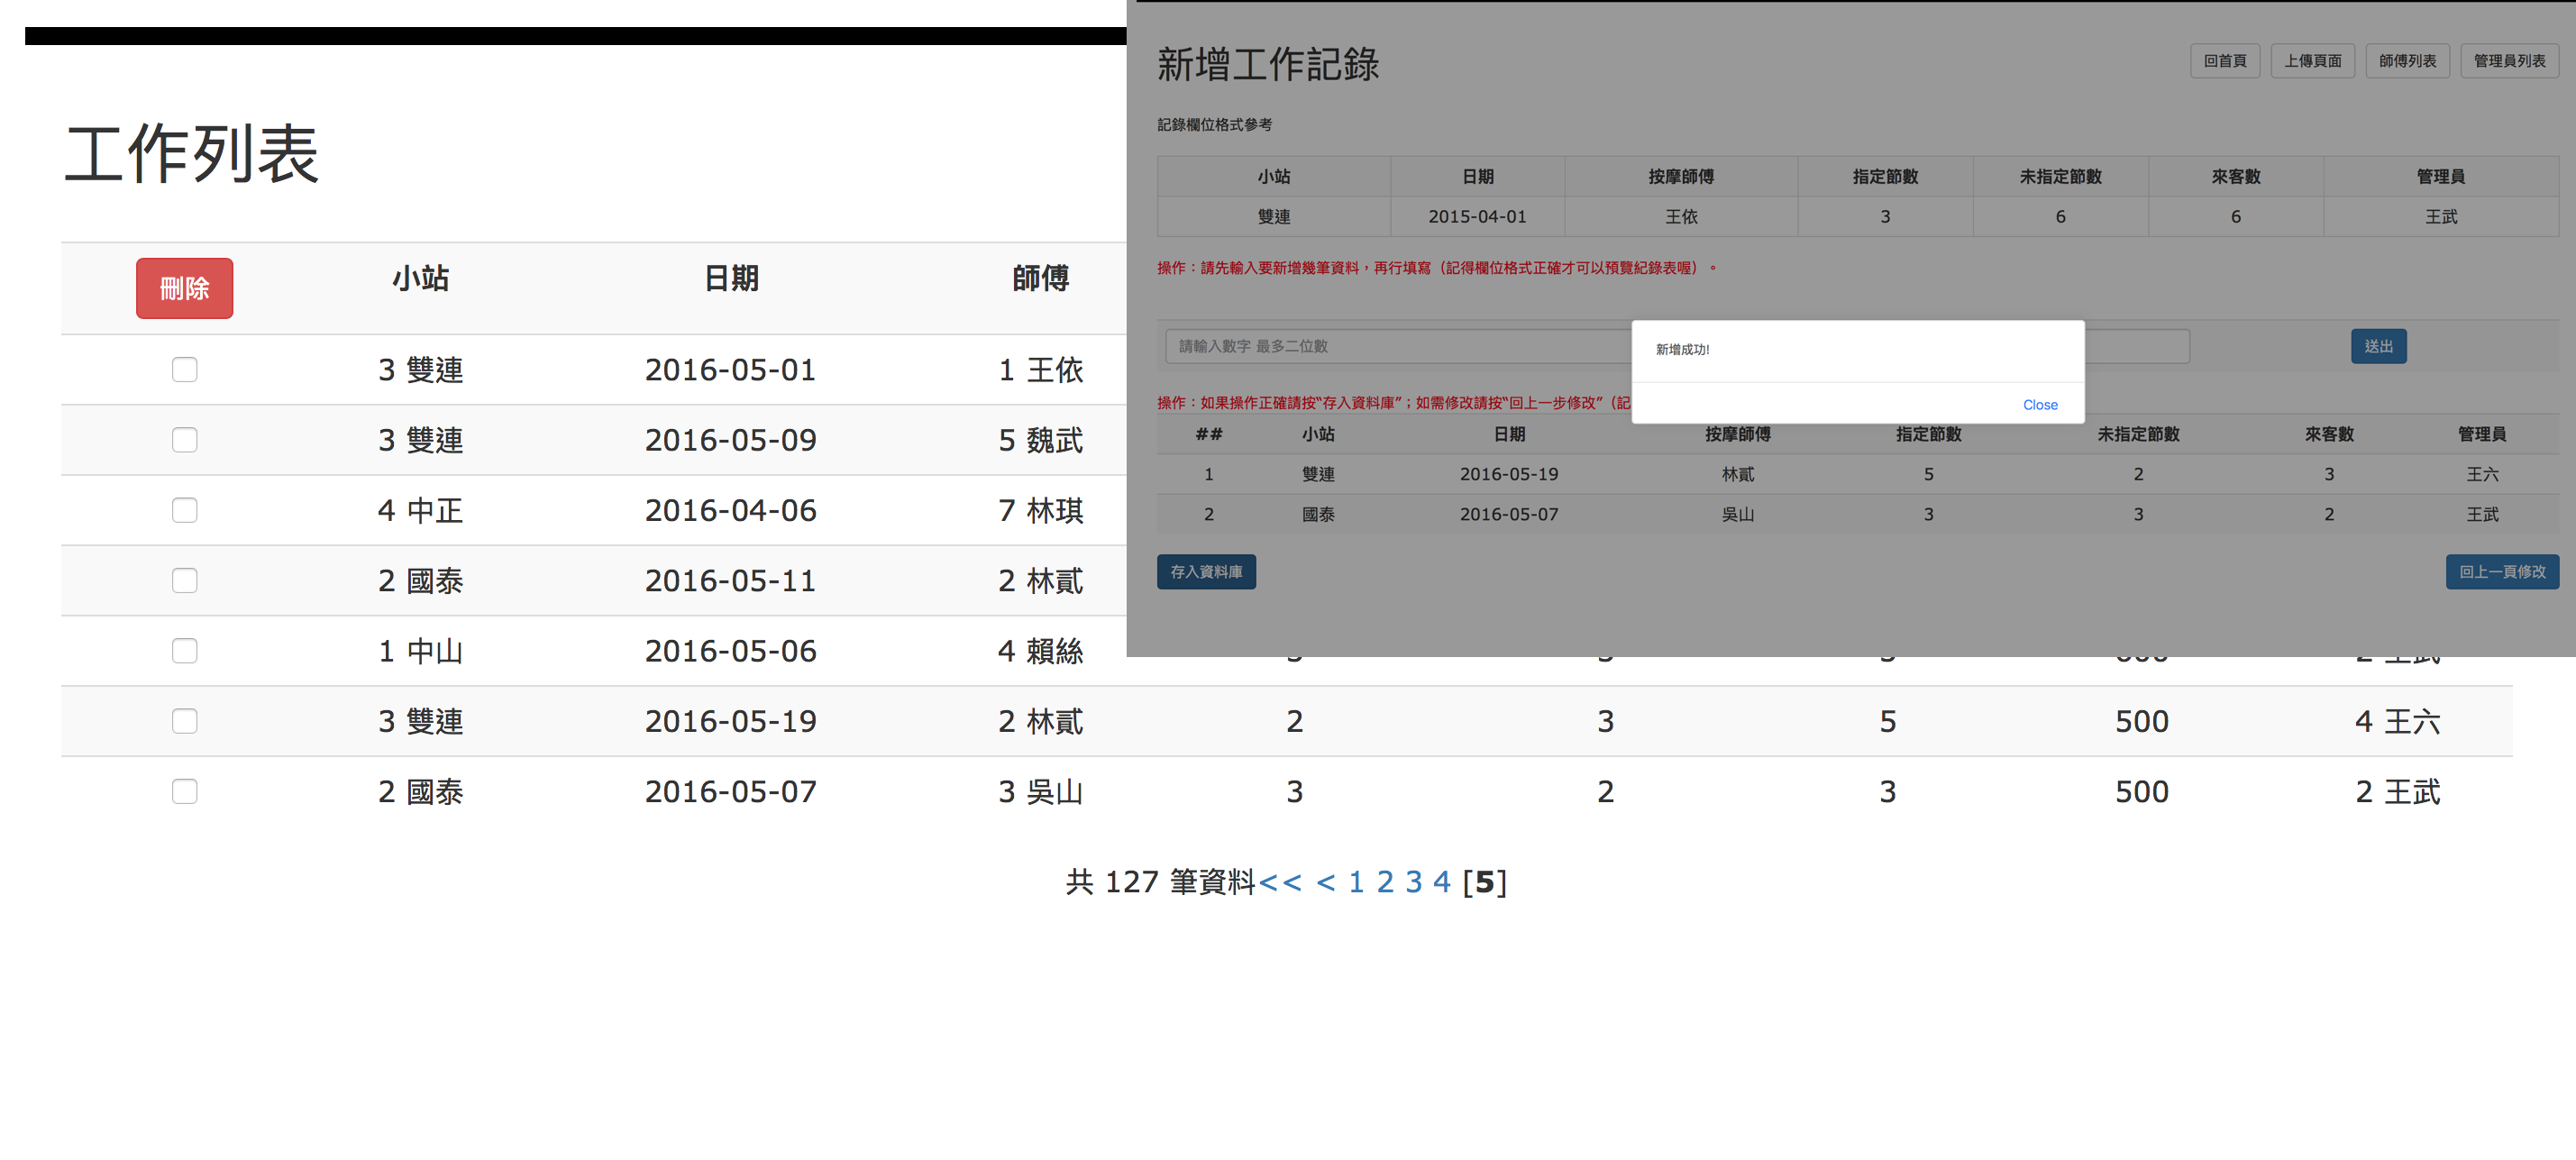 工作列表
刪除 小站 日期 師傅
3 雙連 2016-05-01 1 王依
3 雙連 2016-05-09 5 魏武
4 中正 2016-04-06 7 林琪
2 國泰 2016-05-11 2 林貳
1 中山 2016-05-06 4 賴絲
3 雙連 2016-05-19 2 林貳 2 3 5 500 4 王六
2 國泰 2016-05-07 3 吳山 3 2 3 500 2 王武
共 127 筆資料<< < 1 2 3 4 [5]
新增工作記錄
回首頁 上傳頁面 師傅列表 管理員列表
記錄欄位格式參考
小站 日期 按摩師傅 指定節數 未指定節數 來客數 管理員
雙連 2015-04-01 王依 3 6 6 王武
操作：請先輸入要新增幾筆資料，再行填寫（記得欄位格式正確才可以預覽紀錄表喔）。
請輸入數字 最多二位數 送出
新增成功!
Close
操作：如果操作正確請按“存入資料庫”；如需修改請按“回上一步修改”（記
## 小站 日期 按摩師傅 指定節數 未指定節數 來客數 管理員
1 雙連 2016-05-19 林貳 5 2 3 王六
2 國泰 2016-05-07 吳山 3 3 2 王武
存入資料庫 回上一頁修改